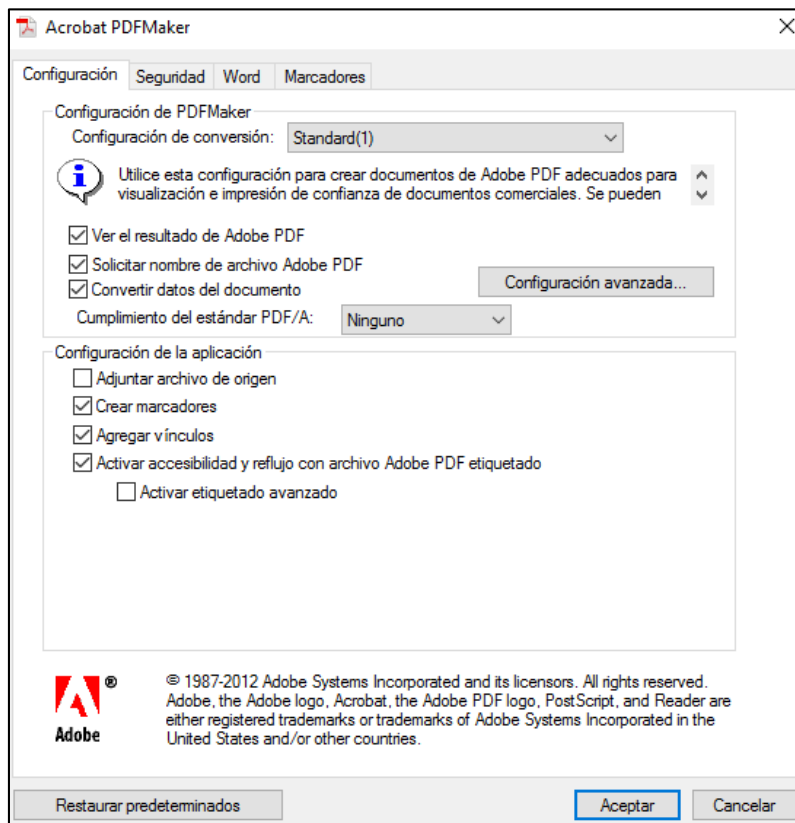 Acrobat PDFMaker
Configuración Seguridad Word Marcadores
Configuración de PDFMaker
Configuración de conversión: Standard(1)
Utilice esta configuración para crear documentos de Adobe PDF adecuados para
visualización e impresión de confianza de documentos comerciales. Se pueden
Ver el resultado de Adobe PDF
Solicitar nombre de archivo Adobe PDF
Convertir datos del documento
Configuración avanzada...
Cumplimiento del estándar PDF/A: Ninguno
Configuración de la aplicación
Adjuntar archivo de origen
Crear marcadores
Agregar vínculos
Activar accesibilidad y reflujo con archivo Adobe PDF etiquetado
Activar etiquetado avanzado
® © 1987-2012 Adobe Systems Incorporated and its licensors. All rights reserved.
Adobe, the Adobe logo, Acrobat, the Adobe PDF logo, PostScript, and Reader are
either registered trademarks or trademarks of Adobe Systems Incorporated in the
United States and/or other countries.
Adobe
Restaurar predeterminados Aceptar Cancelar